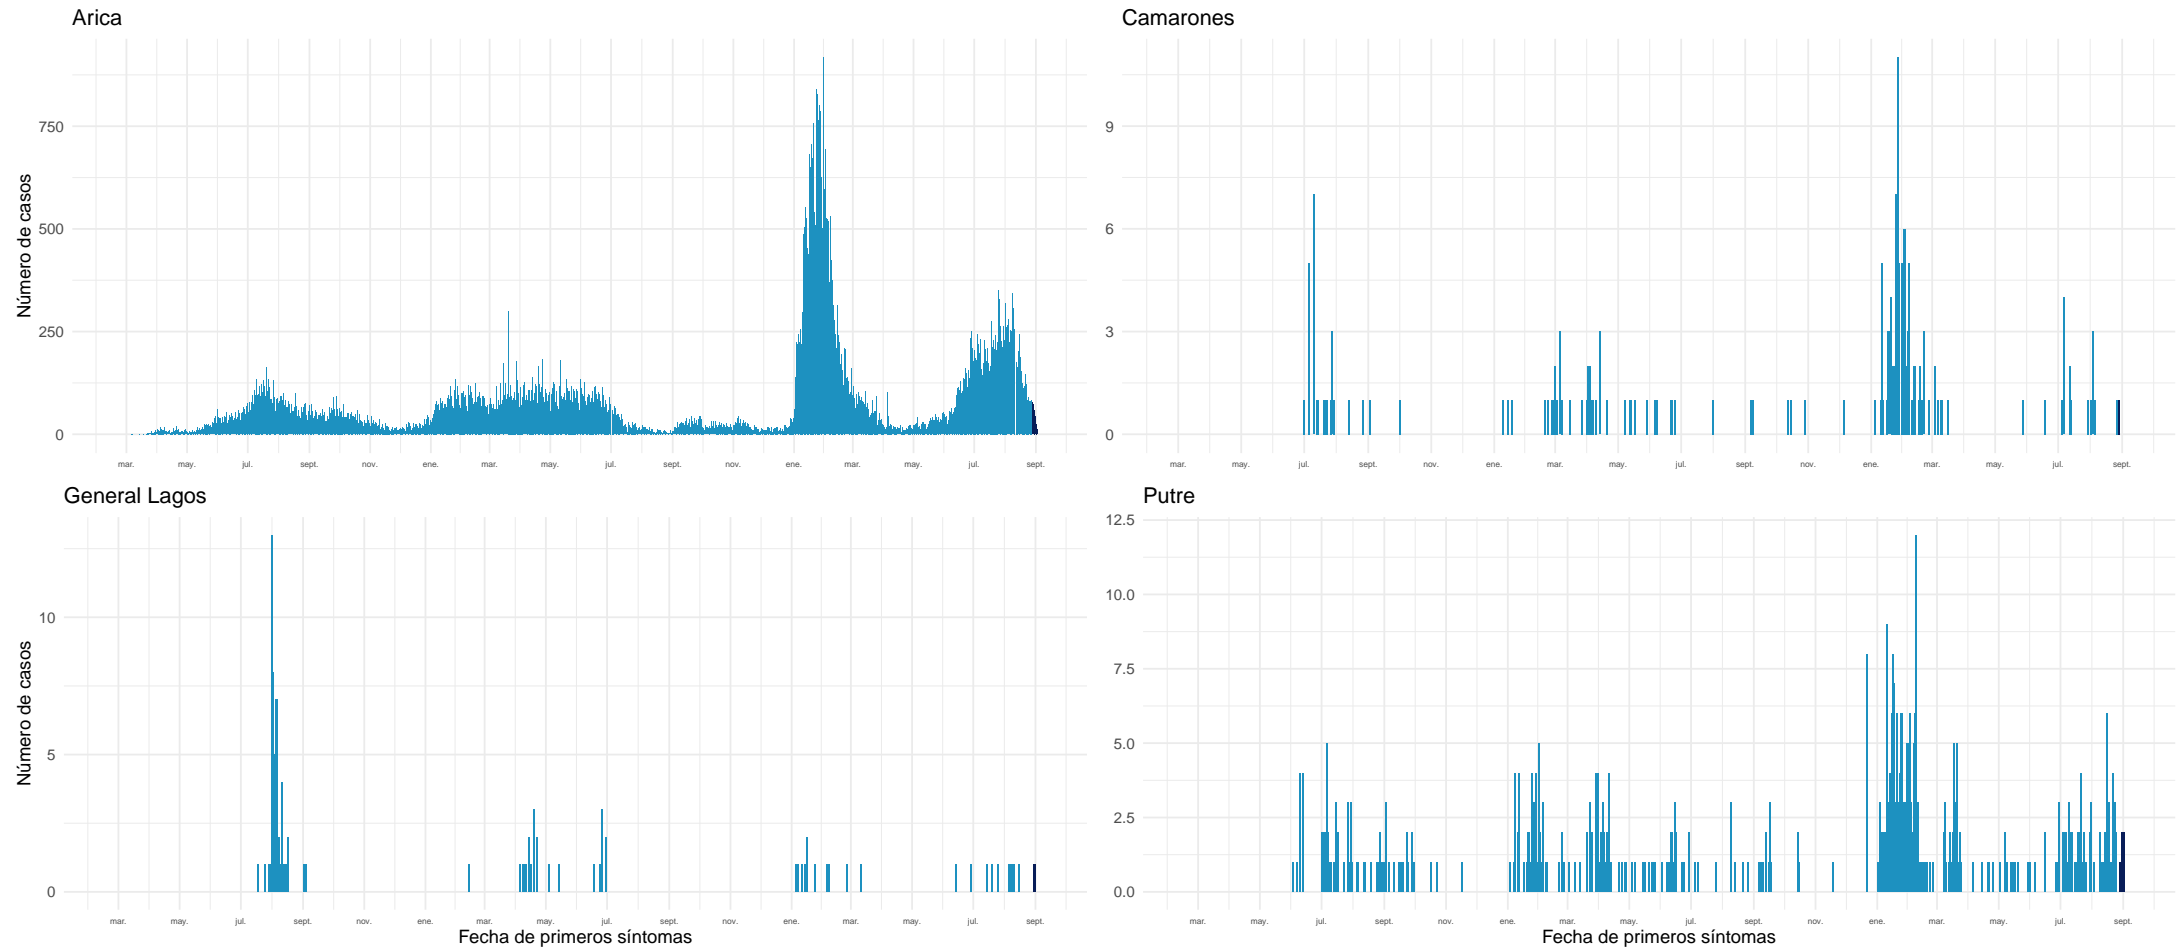 Arica
Número de casos
750
500
250
0
mar. may. jul. sept. nov. ene. mar. may. jul. sept. nov. ene. mar. may. jul. sept.
Camarones
9
6
3
0
mar. may. jul. sept. nov. ene. mar. may. jul. sept. nov. ene. mar. may. jul. sept.
General Lagos
Número de casos
10
5
0
mar. may. jul. sept. nov. ene. mar. may. jul. sept. nov. ene. mar. may. jul. sept.
Fecha de primeros síntomas
Putre
12.5
10.0
7.5
5.0
2.5
0.0
mar. may. jul. sept. nov. ene. mar. may. jul. sept. nov. ene. mar. may. jul. sept.
Fecha de primeros síntomas